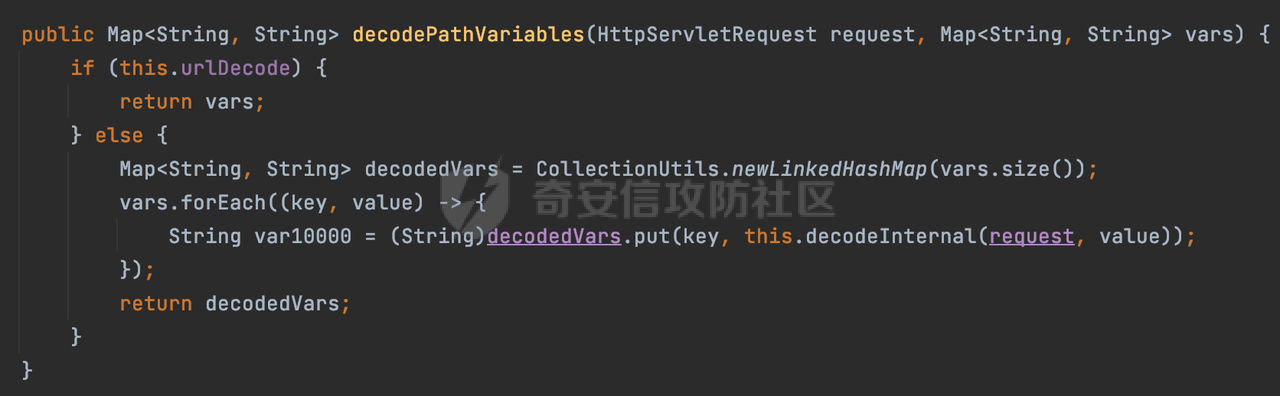 public Map<String, String> decodePathVariables(HttpServletRequest request, Map<String, String> vars) {
    if (this.urlDecode) {
        return vars;
    } else {
        Map<String, String> decodedVars = CollectionUtils.newLinkedHashMap(vars.size());
        vars.forEach((key, value) -> {
            String var10000 = (String)decodedVars.put(key, this.decodeInternal(request, value));
        });
        return decodedVars;
    }
}
奇安信攻防社区